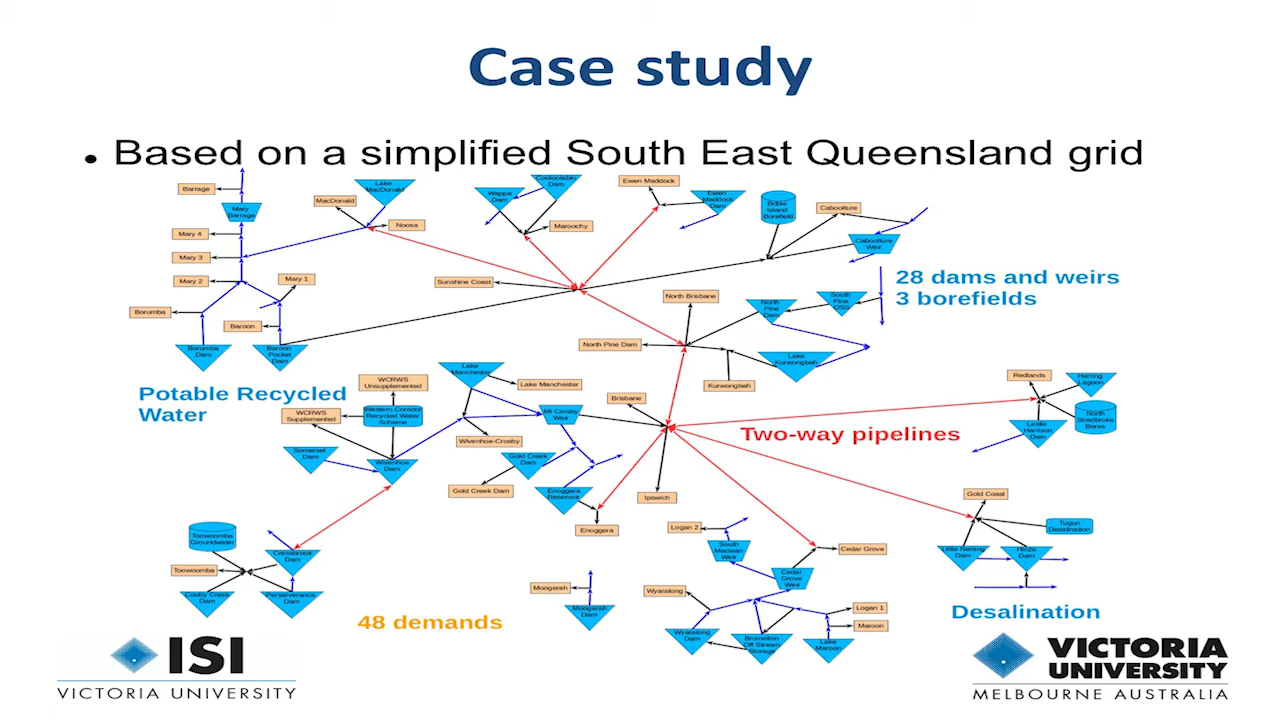 Case study
• Based on a simplified South East Queensland grid
Barrage
Mary
Barrage
Mary 4
Mary 3
Mary 2
Mary 1
Borumba
Baroon
Borumba
Dam
Baroon
Pocket
Dam
MacDonald
Lake
MacDonald
Noosa
Wappa
Dam
Cooloolabin
Dam
Maroochy
Ewen Maddock
Ewen
Maddock
Dam
Bribie
Island
Borefield
Caboolture
Caboolture
Weir
Sunshine Coast
28 dams and weirs
3 borefields
North Brisbane
North
Pine
Dam
South
Pine
OSS
North Pine Dam
Lake
Kurwongbah
Kurwongbah
Potable Recycled
Water
WCRWS
Unsupplemented
WCRWS
Supplemented
Western Corridor
Recycled Water
Scheme
Somerset
Dam
Wivenhoe
Dam
Lake
Manchester
Lake Manchester
Mt Crosby
Weir
Wivenhoe-Crosby
Gold Creek
Dam
Gold Creek Dam
Enoggera
Reservoir
Enoggera
Brisbane
Ipswich
Two-way pipelines
Redlands
Herring
Lagoon
Leslie
Harrison
Dam
North
Stradbroke
Bores
Gold Coast
Tugun
Desalination
Little Nerang
Dam
Hinze
Dam
Desalination
Toowoomba
Groundwater
Cressbrook
Dam
Toowoomba
Cooby Creek
Dam
Perserverance
Dam
48 demands
Moogerah
Moogerah
Dam
Logan 2
South
Maclean
Weir
Cedar Grove
Cedar
Grove
Weir
Wyaralong
Wyaralong
Dam
Bromelton
Off Stream
Storage
Logan 1
Maroon
Lake
Maroon
ISI
VICTORIA UNIVERSITY
VICTORIA
UNIVERSITY
MELBOURNE AUSTRALIA